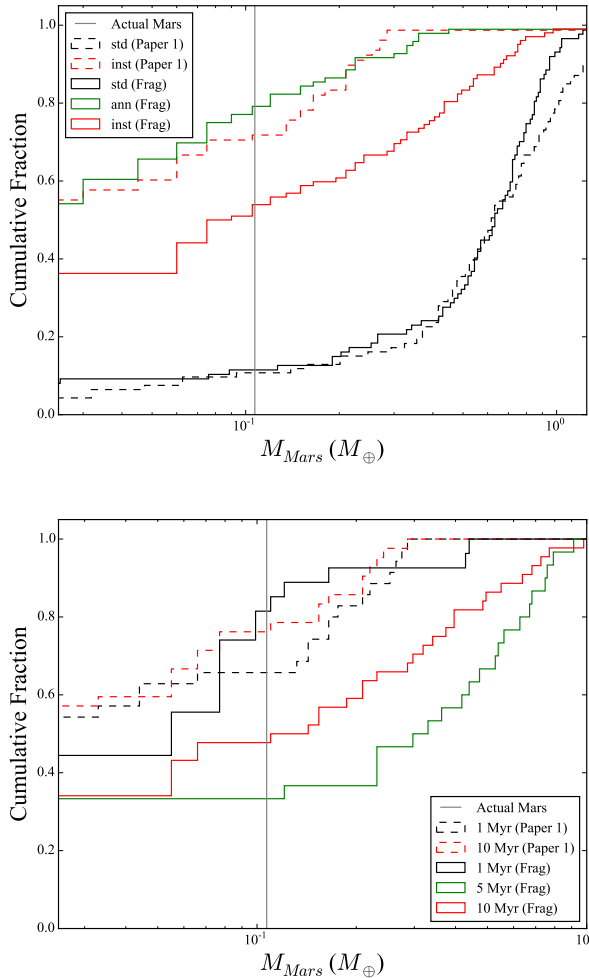 1.0
0.8
0.6
0.4
0.2
0.0
Cumulative Fraction
Actual Mars
std (Paper 1)
inst (Paper 1)
std (Frag)
ann (Frag)
inst (Frag)
10⁻¹
10⁰
M_Mars (M_⊕)
1.0
0.8
0.6
0.4
0.2
0.0
Cumulative Fraction
Actual Mars
1 Myr (Paper 1)
10 Myr (Paper 1)
1 Myr (Frag)
5 Myr (Frag)
10 Myr (Frag)
10⁻¹
10
M_Mars (M_⊕)